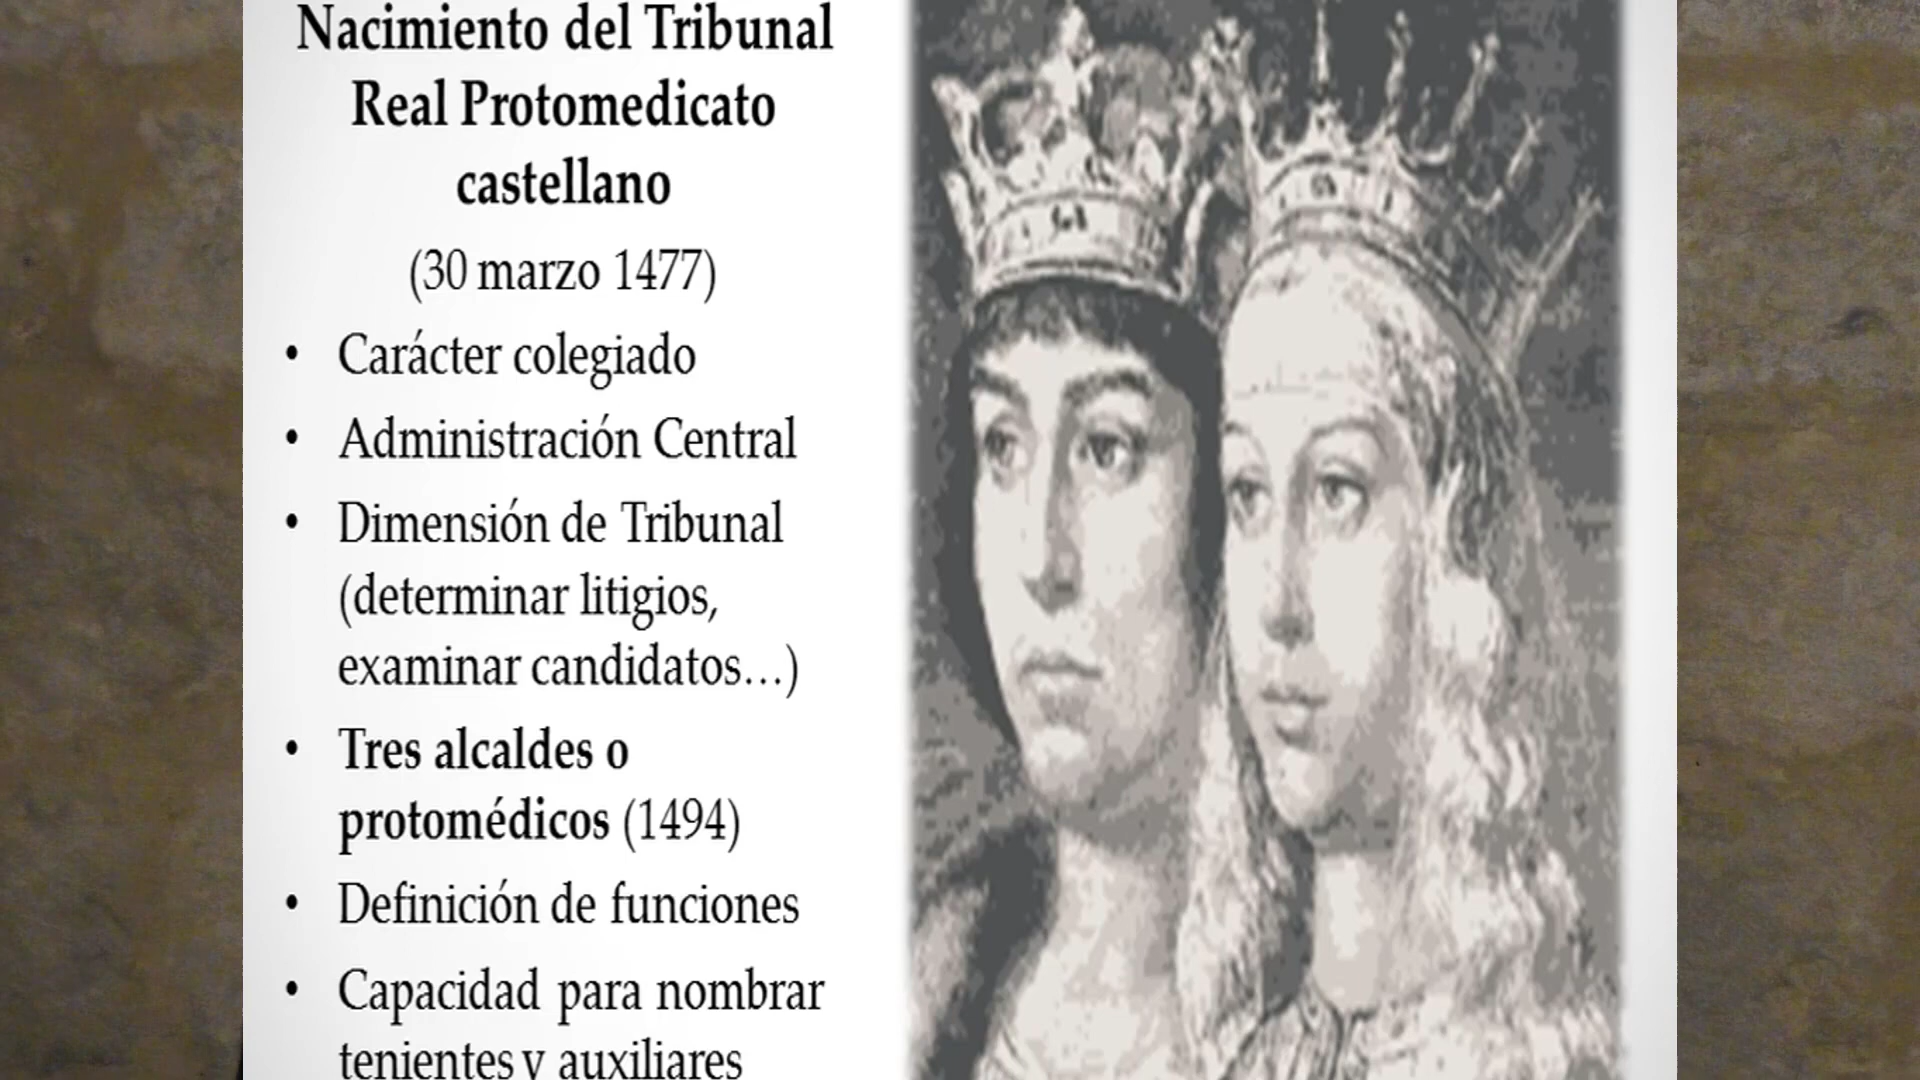 Nacimiento del Tribunal
Real Protomedicato
castellano
(30 marzo 1477)
• Carácter colegiado
• Administración Central
• Dimensión de Tribunal
(determinar litigios,
examinar candidatos…)
• Tres alcaldes o
protomédicos (1494)
• Definición de funciones
• Capacidad para nombrar
tenientes y auxiliares